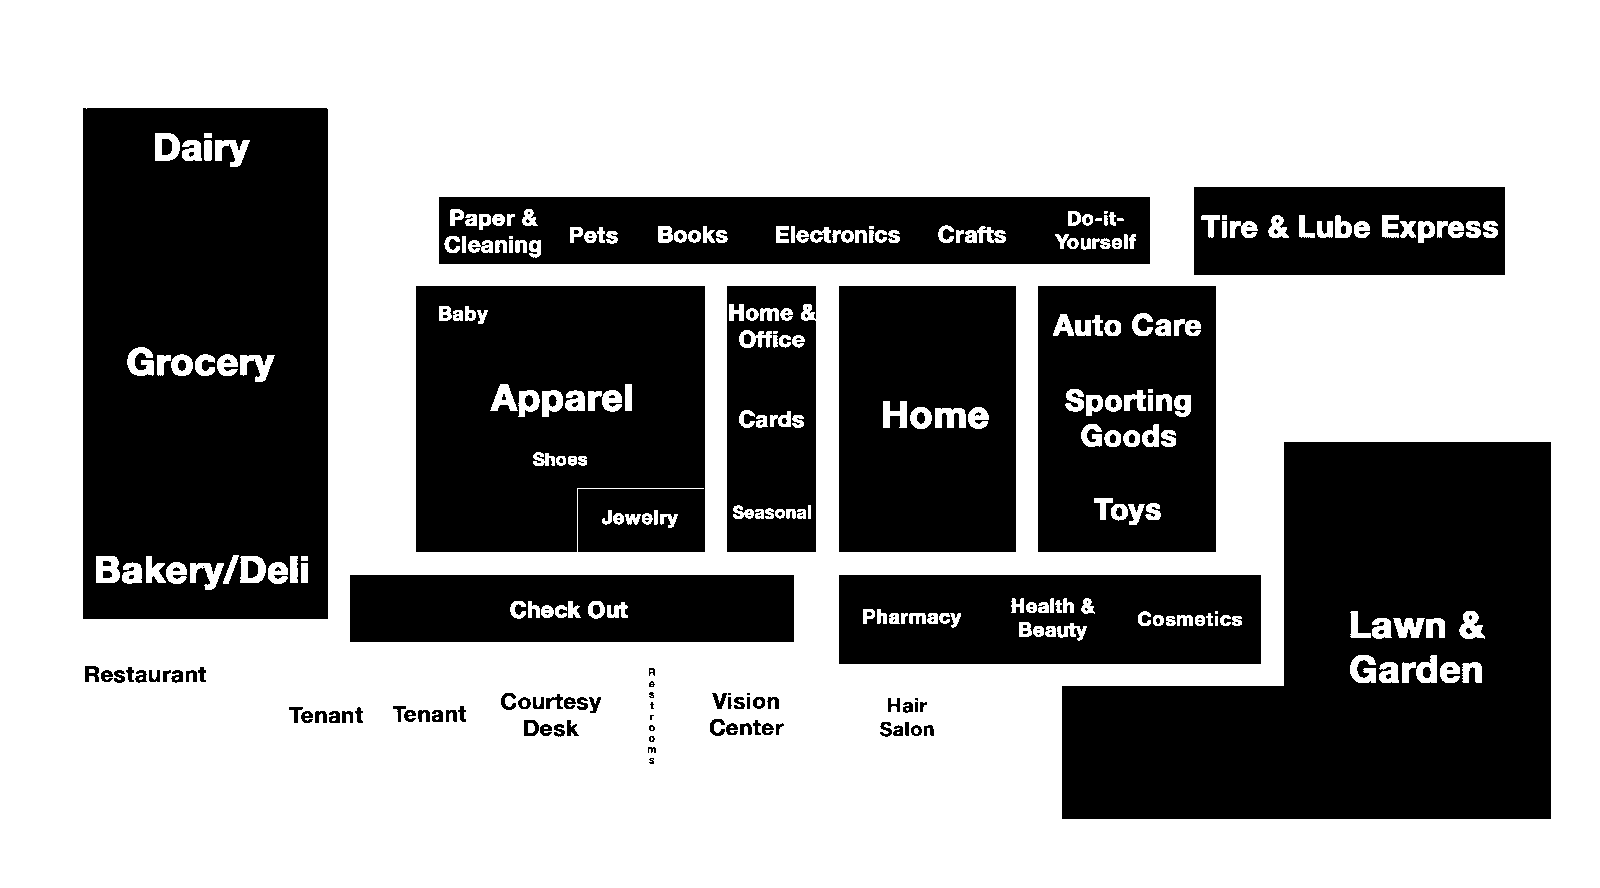 Dairy
Grocery
Bakery/Deli
Paper &
Cleaning
Pets
Books
Electronics
Crafts
Do-it-
Yourself
Tire & Lube Express
Baby
Apparel
Shoes
Jewelry
Home &
Office
Cards
Seasonal
Home
Auto Care
Sporting
Goods
Toys
Check Out
Pharmacy
Health &
Beauty
Cosmetics
Lawn &
Garden
Restaurant
Tenant
Tenant
Courtesy
Desk
Restrooms
Vision
Center
Hair
Salon